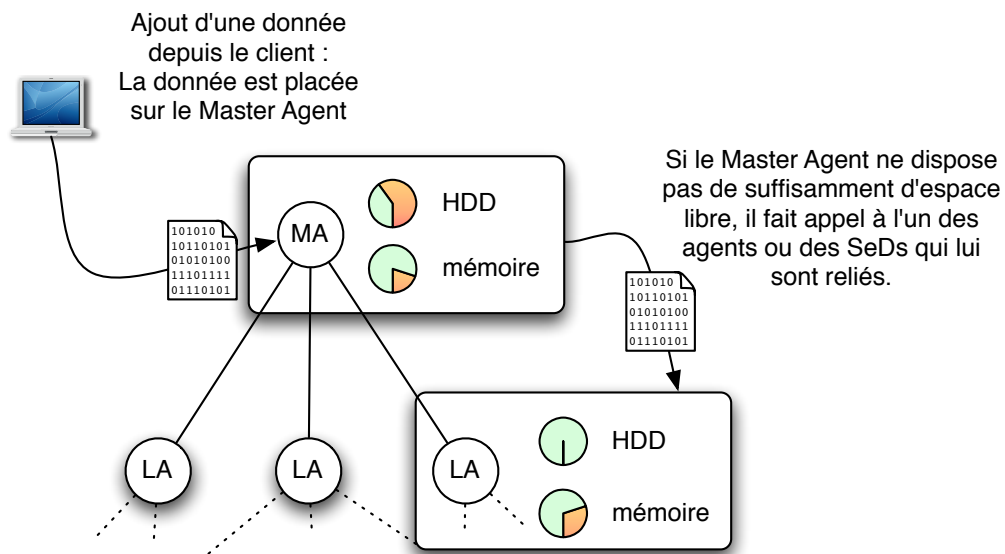 Ajout d'une donnée
depuis le client :
La donnée est placée
sur le Master Agent
Si le Master Agent ne dispose
pas de suffisamment d'espace
libre, il fait appel à l'un des
agents ou des SeDs qui lui
sont reliés.
MA
HDD
mémoire
101010
10110101
01010100
11101111
01110101
101010
10110101
01010100
11101111
01110101
LA
LA
LA
HDD
mémoire